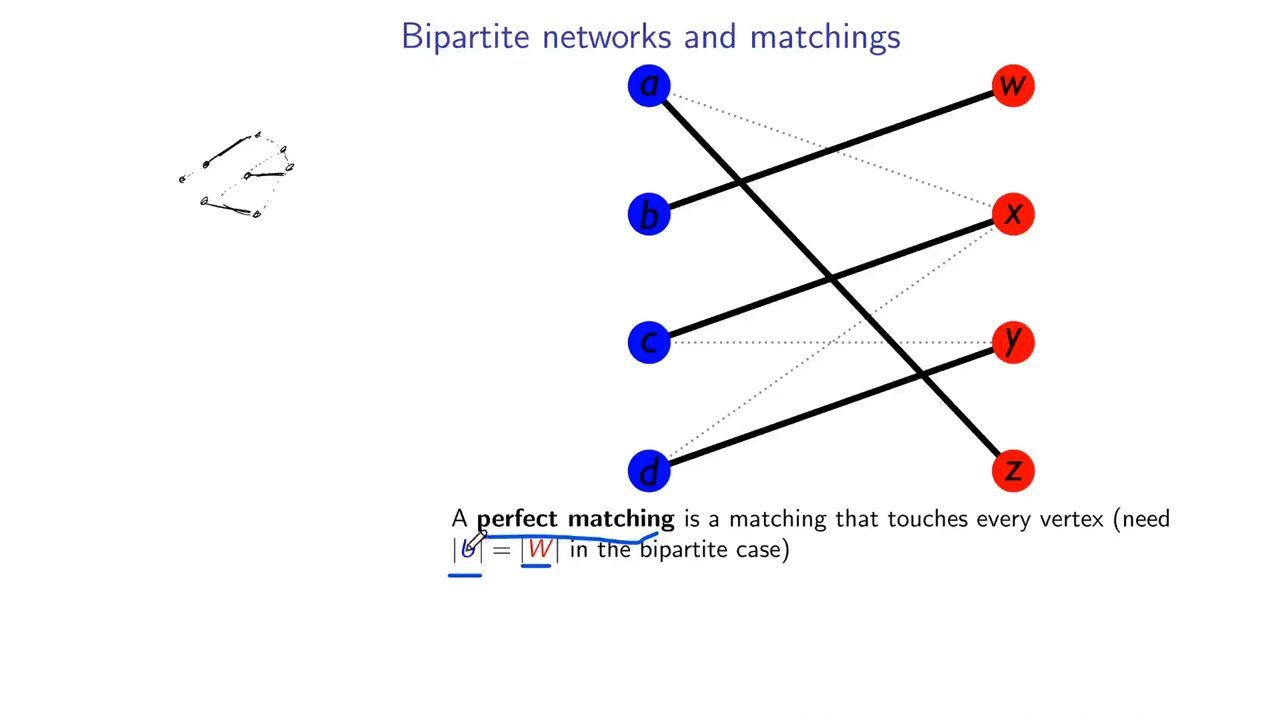 Bipartite networks and matchings
a
w
b
x
c
y
d
z
A perfect matching is a matching that touches every vertex (need
|U| = |W| in the bipartite case)